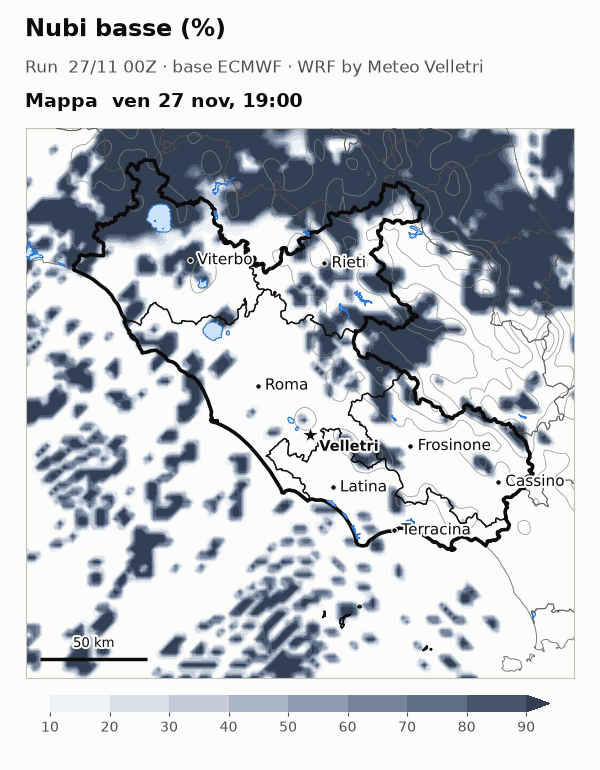 Nubi basse (%)
Run  27/11 00Z · base ECMWF · WRF by Meteo Velletri
Mappa  ven 27 nov, 19:00
Viterbo
Rieti
Roma
Velletri
Frosinone
Latina
Cassino
Terracina
50 km
10 20 30 40 50 60 70 80 90